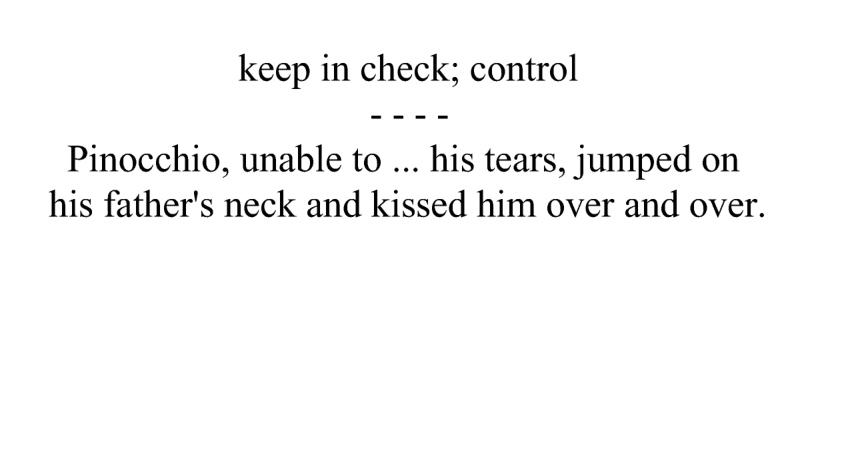 keep in check; control
- - - -
Pinocchio, unable to ... his tears, jumped on
his father's neck and kissed him over and over.